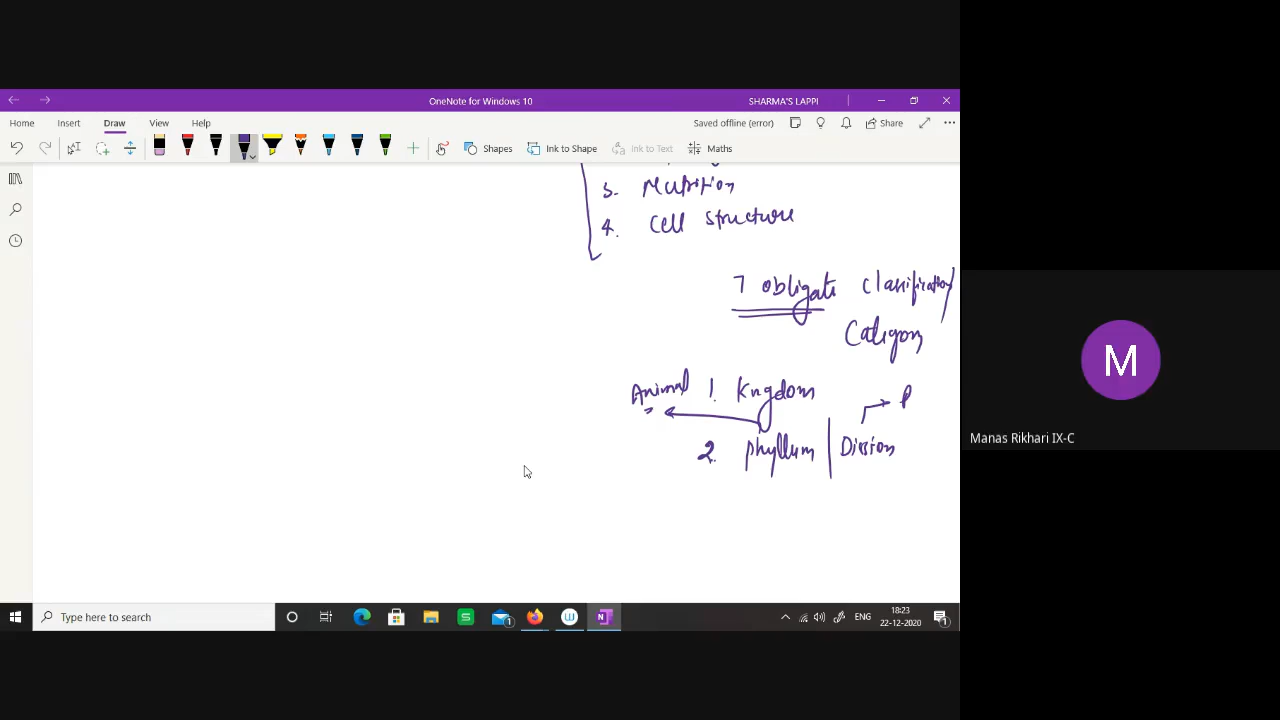 OneNote for Windows 10
SHARMA'S LAPPI
Home Insert Draw View Help
Saved offline (error)
Share
Shapes
Ink to Shape
Ink to Text
Maths
3. Nutrition
4. Cell structure
7 obligate classification
Category
Animal 1. Kngdom
P
2. phyllum | Dission
M
Manas Rikhari IX-C
Type here to search
ENG
18:23
22-12-2020